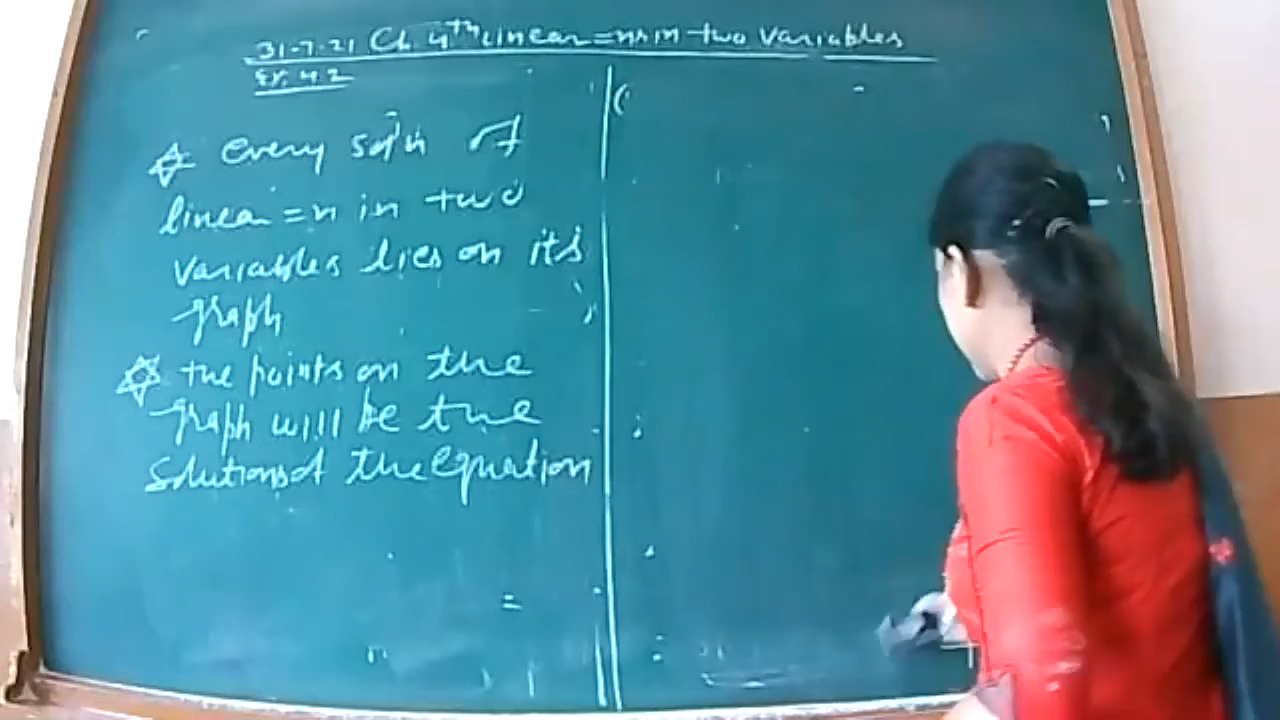 31-7-21 Ch 4th Linear =ns in two variables
Ex. 4.2
every soln of
linear =n in two
variables lies on its
graph
the points on the
graph will be the
solutions of the equation
=